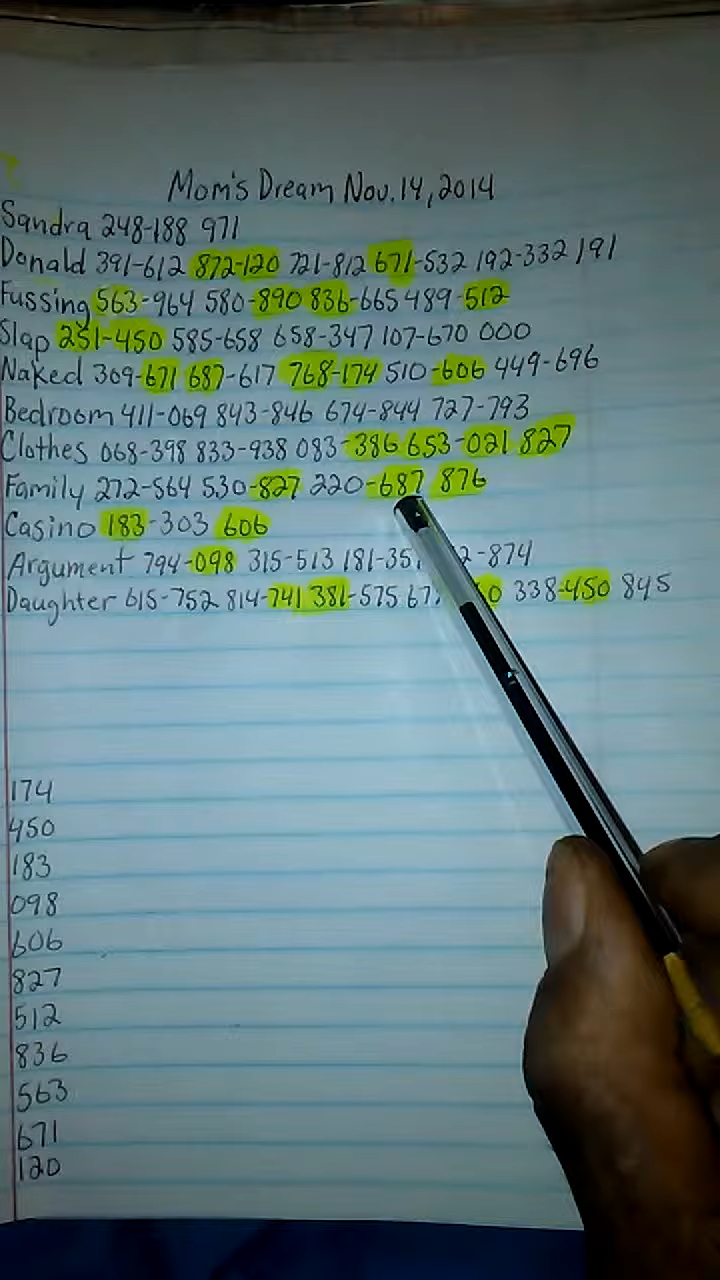 Mom's Dream Nov. 14, 2014
Sandra 248-188 971
Donald 391-612 872-120 721-812 671-532 192-332 191
Fussing 563-964 580-890 836-665 489-512
Slap 251-450 585-658 658-347 107-670 000
Naked 309-671 687-617 768-174 510-606 449-696
Bedroom 411-069 843-846 674-844 727-793
Clothes 068-398 833-938 083-386 653-021 827
Family 272-564 530-827 220-687 876
Casino 183-303 606
Argument 794-098 315-513 181-35 2-874
Daughter 615-752 814-741 381-575 67 0 338-450 845
174
450
183
098
606
827
512
836
563
671
120